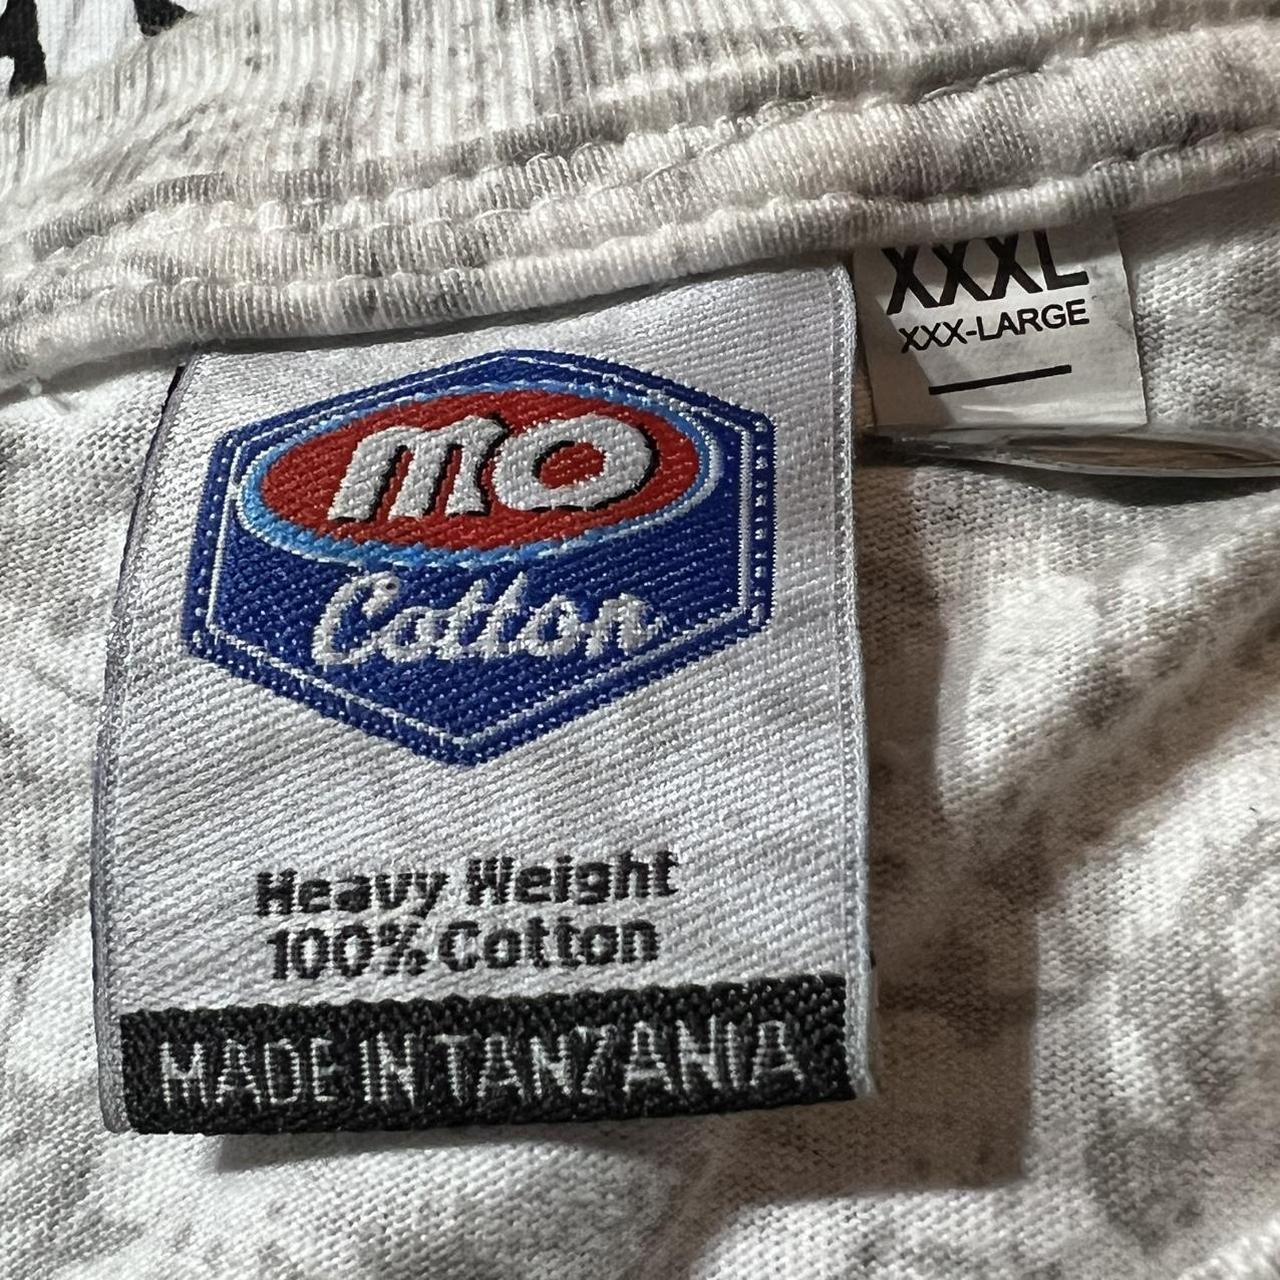 XXXL
XXX-LARGE
MO
Cotton
Heavy Weight
100% Cotton
MADE IN TANZANIA